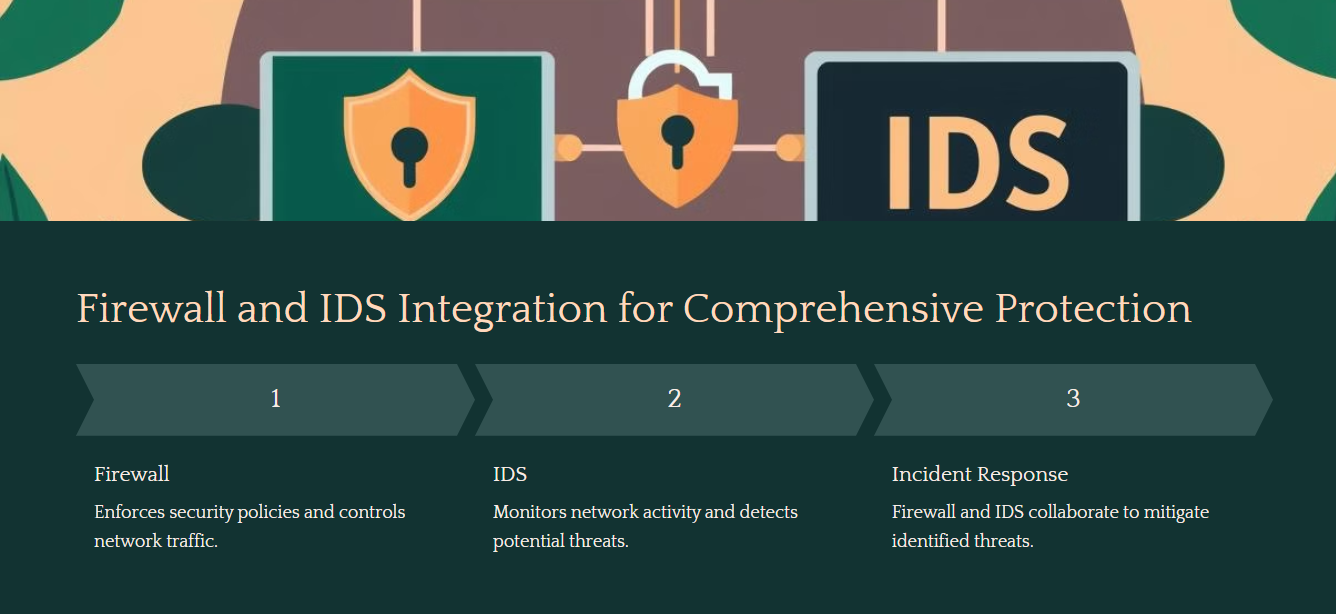 IDS
Firewall and IDS Integration for Comprehensive Protection
1
2
3
Firewall
Enforces security policies and controls
network traffic.
IDS
Monitors network activity and detects
potential threats.
Incident Response
Firewall and IDS collaborate to mitigate
identified threats.